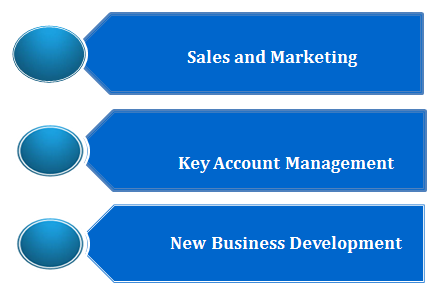 Sales and Marketing
Key Account Management
New Business Development